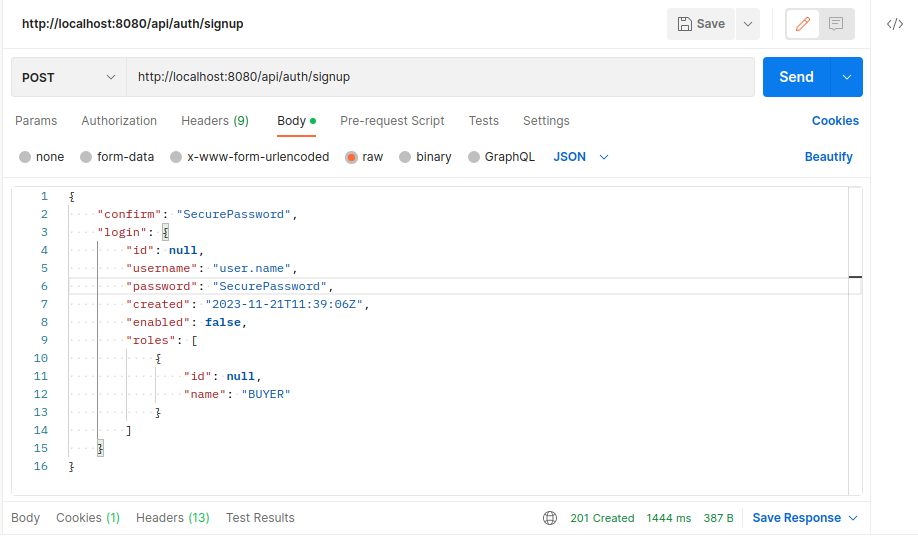 http://localhost:8080/api/auth/signup Save </>
POST http://localhost:8080/api/auth/signup Send
Params Authorization Headers (9) Body Pre-request Script Tests Settings Cookies
none form-data x-www-form-urlencoded raw binary GraphQL JSON Beautify
1 {
2 "confirm": "SecurePassword",
3 "login": {
4 "id": null,
5 "username": "user.name",
6 "password": "SecurePassword",
7 "created": "2023-11-21T11:39:06Z",
8 "enabled": false,
9 "roles": [
10 {
11 "id": null,
12 "name": "BUYER"
13 }
14 ]
15 }
16 }
Body Cookies (1) Headers (13) Test Results 201 Created 1444 ms 387 B Save Response